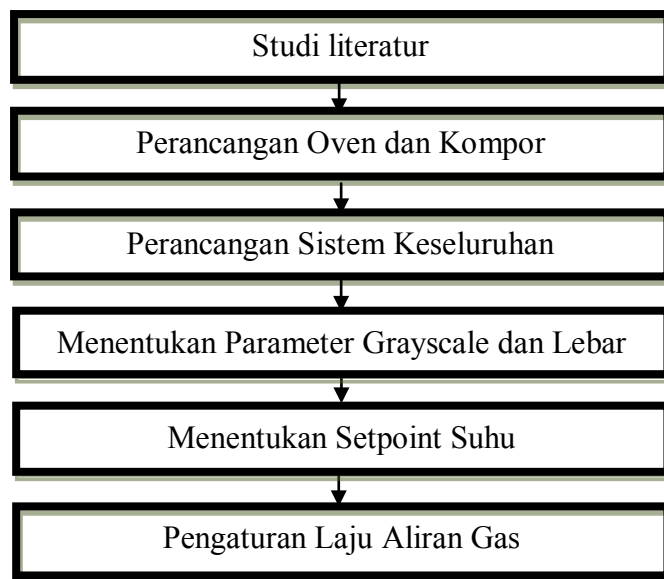 Studi literatur
Perancangan Oven dan Kompor
Perancangan Sistem Keseluruhan
Menentukan Parameter Grayscale dan Lebar
Menentukan Setpoint Suhu
Pengaturan Laju Aliran Gas